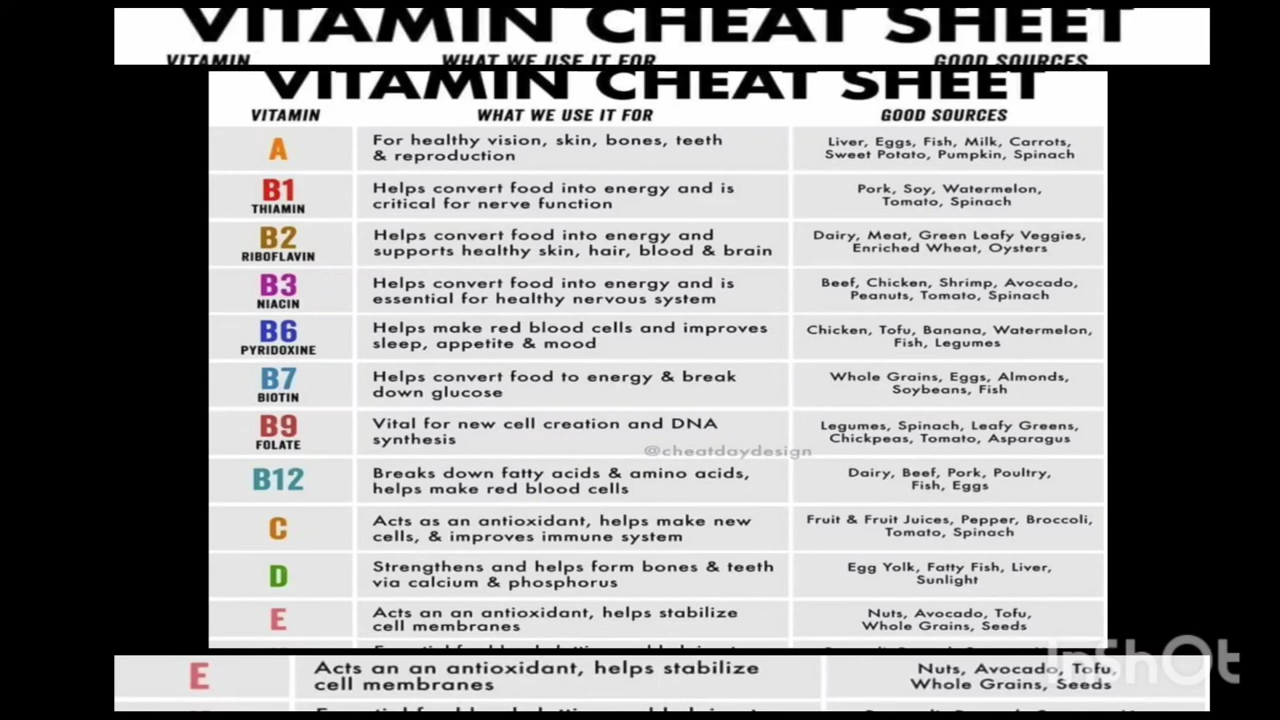 VITAMIN CHEAT SHEET
VITAMIN WHAT WE USE IT FOR GOOD SOURCES
VITAMIN CHEAT SHEET
VITAMIN WHAT WE USE IT FOR GOOD SOURCES
A
For healthy vision, skin, bones, teeth
& reproduction
Liver, Eggs, Fish, Milk, Carrots,
Sweet Potato, Pumpkin, Spinach
B1
THIAMIN
Helps convert food into energy and is
critical for nerve function
Pork, Soy, Watermelon,
Tomato, Spinach
B2
RIBOFLAVIN
Helps convert food into energy and
supports healthy skin, hair, blood & brain
Dairy, Meat, Green Leafy Veggies,
Enriched Wheat, Oysters
B3
NIACIN
Helps convert food into energy and is
essential for healthy nervous system
Beef, Chicken, Shrimp, Avocado,
Peanuts, Tomato, Spinach
B6
PYRIDOXINE
Helps make red blood cells and improves
sleep, appetite & mood
Chicken, Tofu, Banana, Watermelon,
Fish, Legumes
B7
BIOTIN
Helps convert food to energy & break
down glucose
Whole Grains, Eggs, Almonds,
Soybeans, Fish
B9
FOLATE
Vital for new cell creation and DNA
synthesis
Legumes, Spinach, Leafy Greens,
Chickpeas, Tomato, Asparagus
@cheatdaydesign
B12
Breaks down fatty acids & amino acids,
helps make red blood cells
Dairy, Beef, Pork, Poultry,
Fish, Eggs
C
Acts as an antioxidant, helps make new
cells, & improves immune system
Fruit & Fruit Juices, Pepper, Broccoli,
Tomato, Spinach
D
Strengthens and helps form bones & teeth
via calcium & phosphorus
Egg Yolk, Fatty Fish, Liver,
Sunlight
E
Acts an an antioxidant, helps stabilize
cell membranes
Nuts, Avocado, Tofu,
Whole Grains, Seeds
E
Acts an an antioxidant, helps stabilize
cell membranes
Nuts, Avocado, Tofu,
Whole Grains, Seeds
InShOt